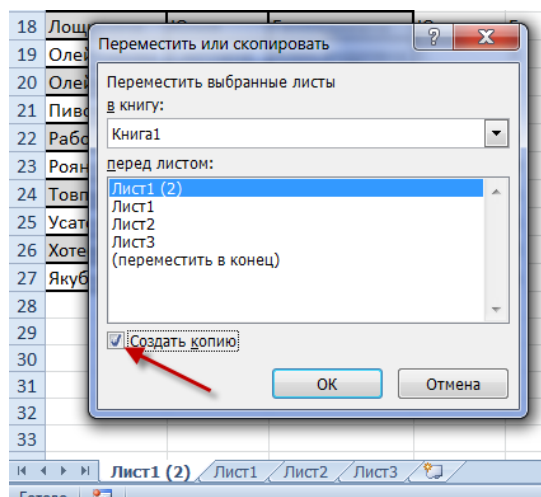 18 Лощ
Переместить или скопировать
19 Олей
20 Олей
Переместить выбранные листы
в книгу:
21 Пиво
Книга1
22 Рабо
23 Роян
перед листом:
24 Товп
Лист1 (2)
25 Усат
Лист1
Лист2
26 Хоте
Лист3
(переместить в конец)
27 Якуб
28
29
Создать копию
30
31
ОК Отмена
32
33
Лист1 (2) Лист1 Лист2 Лист3
Готово